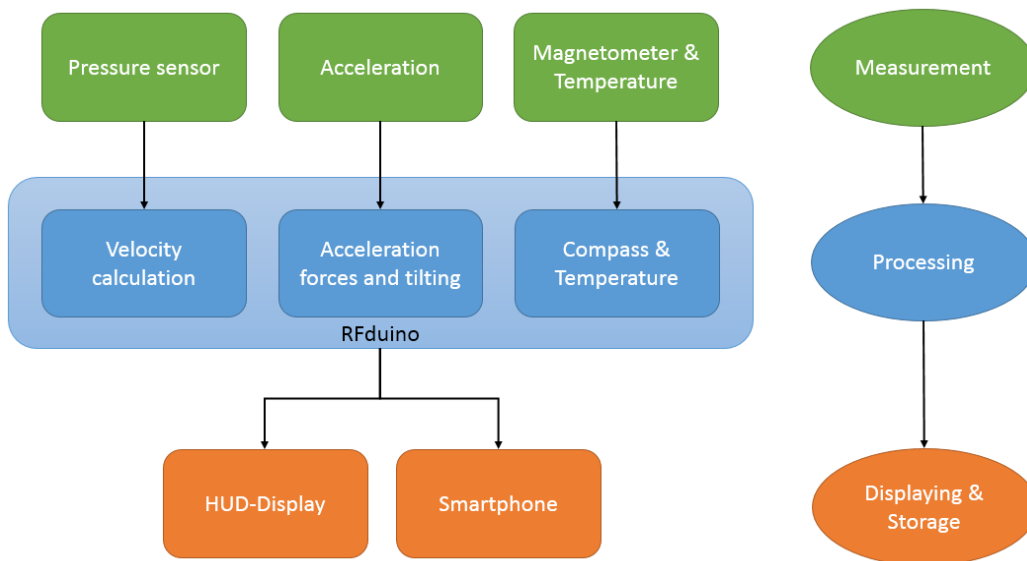 Pressure sensor
Acceleration
Magnetometer &
Temperature
Measurement
Velocity
calculation
Acceleration
forces and tilting
Compass &
Temperature
Processing
RFduino
HUD-Display
Smartphone
Displaying &
Storage